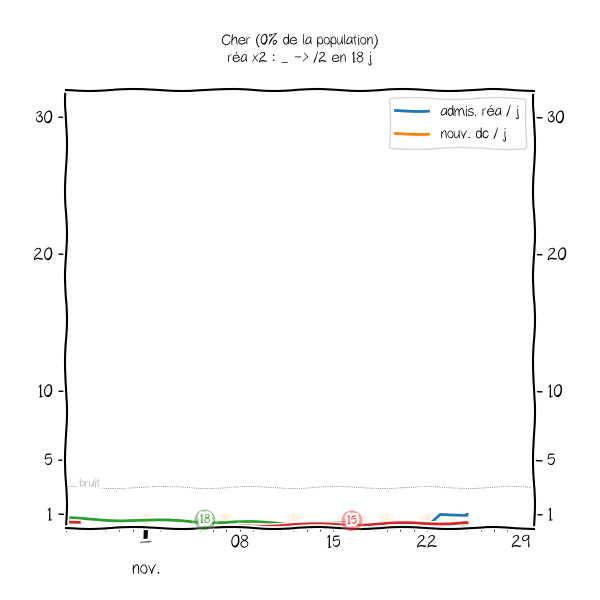 Cher (0% de la population)
réa x2 : _ -> /2 en 18 j
admis. réa / j
nouv. dc / j
30
30
20
20
10
10
5
5
bruit
1
1
18
15
08
15
22
29
nov.